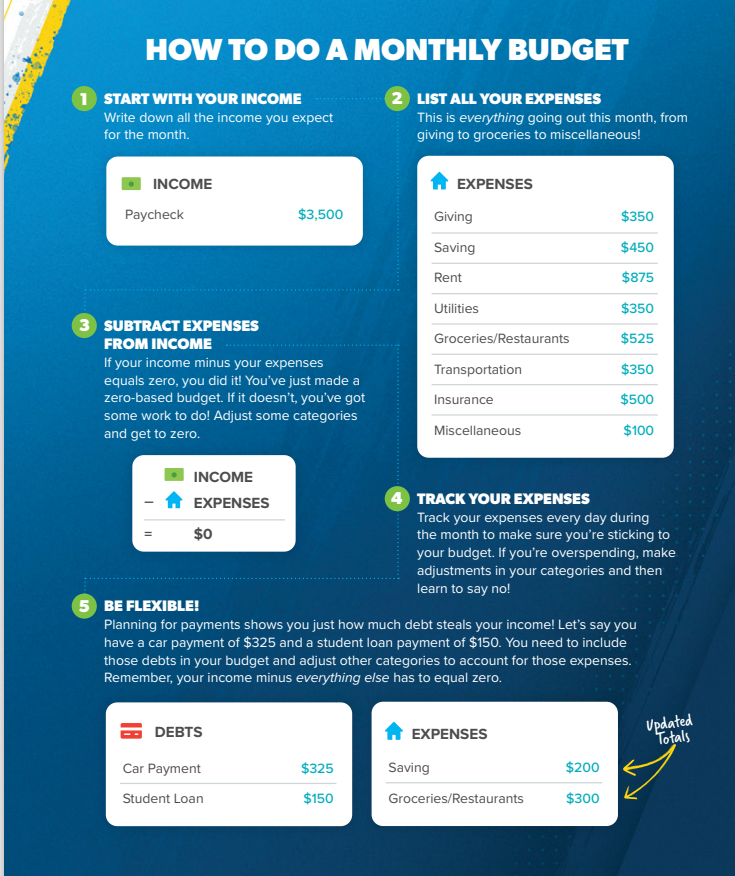 HOW TO DO A MONTHLY BUDGET
1 START WITH YOUR INCOME
Write down all the income you expect
for the month.
INCOME
Paycheck $3,500
2 LIST ALL YOUR EXPENSES
This is everything going out this month, from
giving to groceries to miscellaneous!
EXPENSES
Giving $350
Saving $450
Rent $875
Utilities $350
Groceries/Restaurants $525
Transportation $350
Insurance $500
Miscellaneous $100
3 SUBTRACT EXPENSES
FROM INCOME
If your income minus your expenses
equals zero, you did it! You've just made a
zero-based budget. If it doesn't, you've got
some work to do! Adjust some categories
and get to zero.
INCOME
– EXPENSES
= $0
4 TRACK YOUR EXPENSES
Track your expenses every day during
the month to make sure you're sticking to
your budget. If you're overspending, make
adjustments in your categories and then
learn to say no!
5 BE FLEXIBLE!
Planning for payments shows you just how much debt steals your income! Let's say you
have a car payment of $325 and a student loan payment of $150. You need to include
those debts in your budget and adjust other categories to account for those expenses.
Remember, your income minus everything else has to equal zero.
DEBTS
Car Payment $325
Student Loan $150
EXPENSES
Saving $200
Groceries/Restaurants $300
Updated
Totals